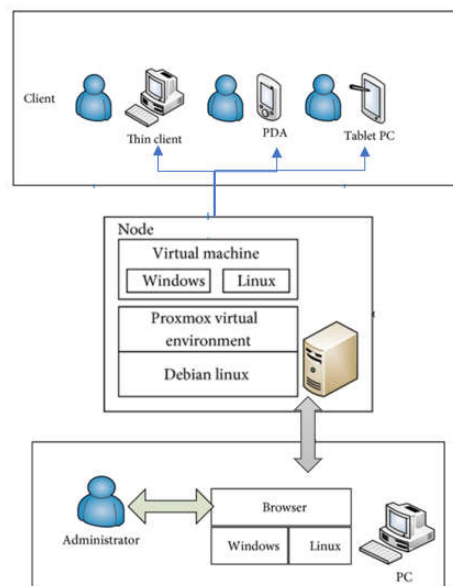 Client
Thin client
PDA
Tablet PC
Node
Virtual machine
Windows
Linux
Proxmox virtual
environment
Debian linux
Administrator
Browser
Windows
Linux
PC